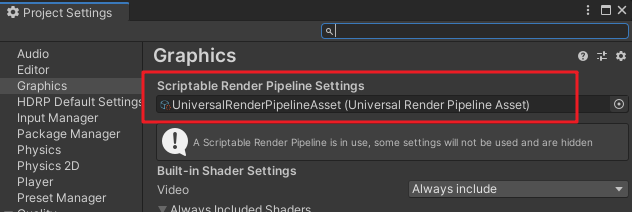 Project Settings
Audio
Editor
Graphics
HDRP Default Settings
Input Manager
Package Manager
Physics
Physics 2D
Player
Preset Manager
Quality
Graphics
Scriptable Render Pipeline Settings
UniversalRenderPipelineAsset (Universal Render Pipeline Asset)
A Scriptable Render Pipeline is in use, some settings will not be used and are hidden
Built-in Shader Settings
Video Always include
Always Included Shaders